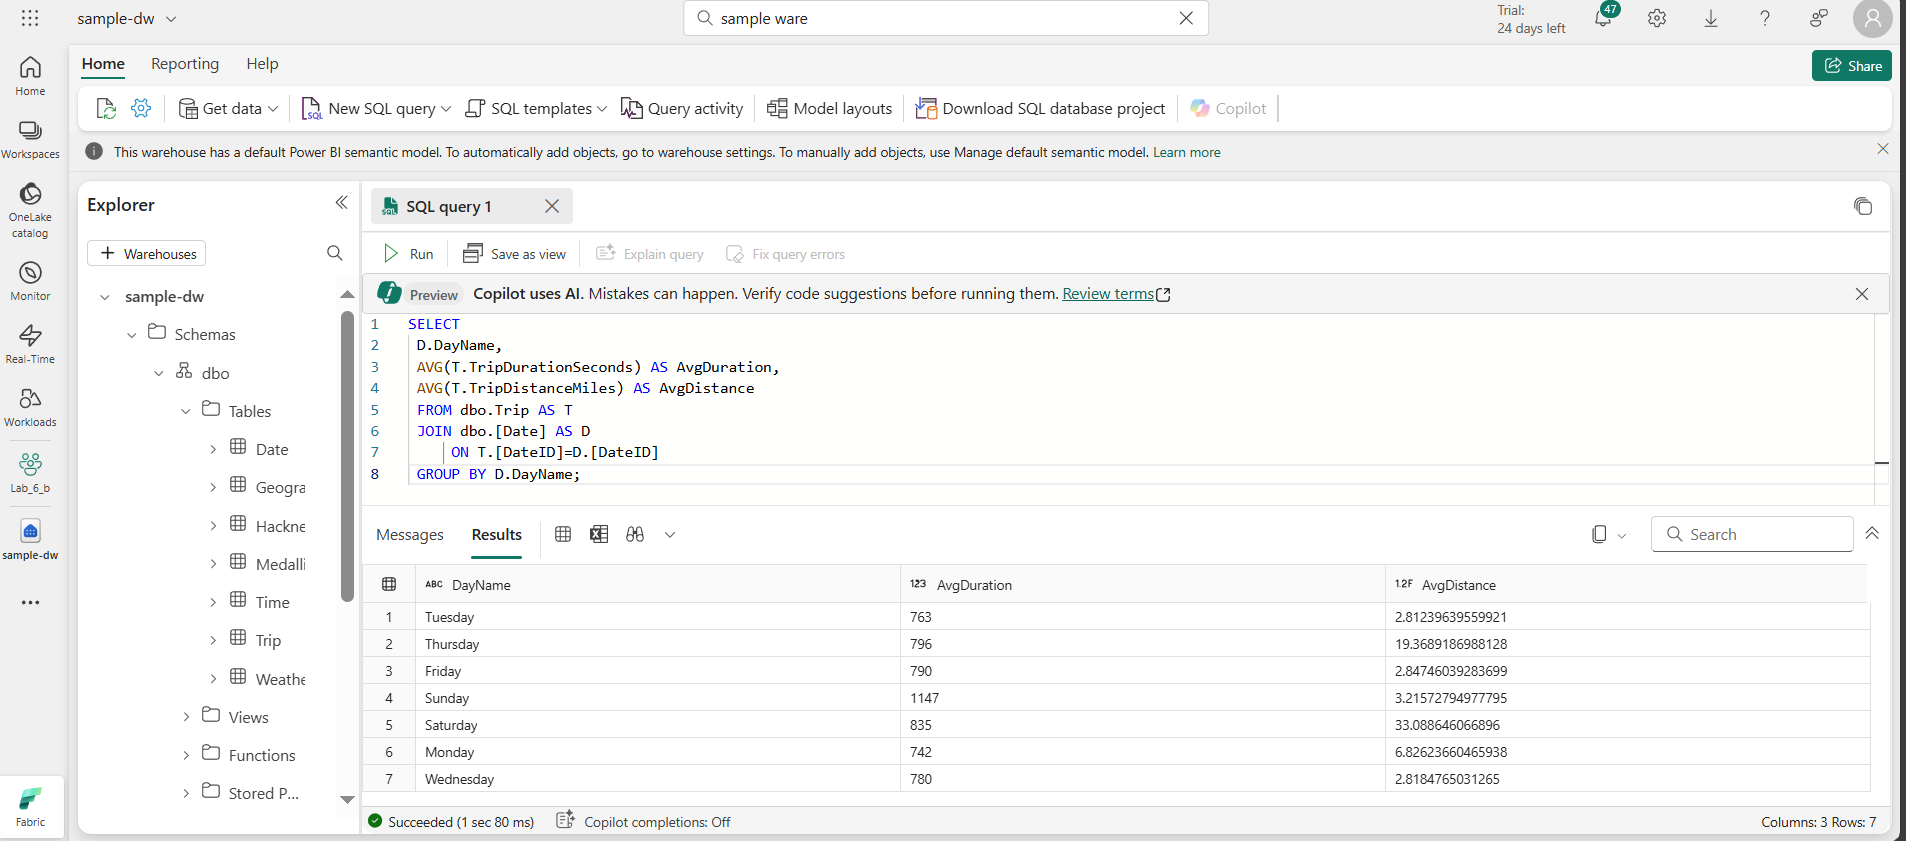 sample-dw
sample ware
Trial:
24 days left
47
Home
Workspaces
OneLake
catalog
Monitor
Real-Time
Workloads
Lab_6_b
sample-dw
Fabric
Home Reporting Help
Share
Get data
New SQL query
SQL
SQL templates
Query activity
Model layouts
Download SQL database project
Copilot
This warehouse has a default Power BI semantic model. To automatically add objects, go to warehouse settings. To manually add objects, use Manage default semantic model. Learn more
Explorer
+ Warehouses
sample-dw
Schemas
dbo
Tables
Date
Geogra
Hackne
Medalli
Time
Trip
Weathe
Views
Functions
Stored P...
SQL query 1
Run
Save as view
Explain query
Fix query errors
Preview Copilot uses AI. Mistakes can happen. Verify code suggestions before running them. Review terms
1 SELECT
2 D.DayName,
3 AVG(T.TripDurationSeconds) AS AvgDuration,
4 AVG(T.TripDistanceMiles) AS AvgDistance
5 FROM dbo.Trip AS T
6 JOIN dbo.[Date] AS D
7 ON T.[DateID]=D.[DateID]
8 GROUP BY D.DayName;
Messages Results
Search
ABC DayName 123 AvgDuration 1.2F AvgDistance
1 Tuesday 763 2.81239639559921
2 Thursday 796 19.3689186988128
3 Friday 790 2.84746039283699
4 Sunday 1147 3.21572794977795
5 Saturday 835 33.088646066896
6 Monday 742 6.82623660465938
7 Wednesday 780 2.8184765031265
Succeeded (1 sec 80 ms) Copilot completions: Off
Columns: 3 Rows: 7